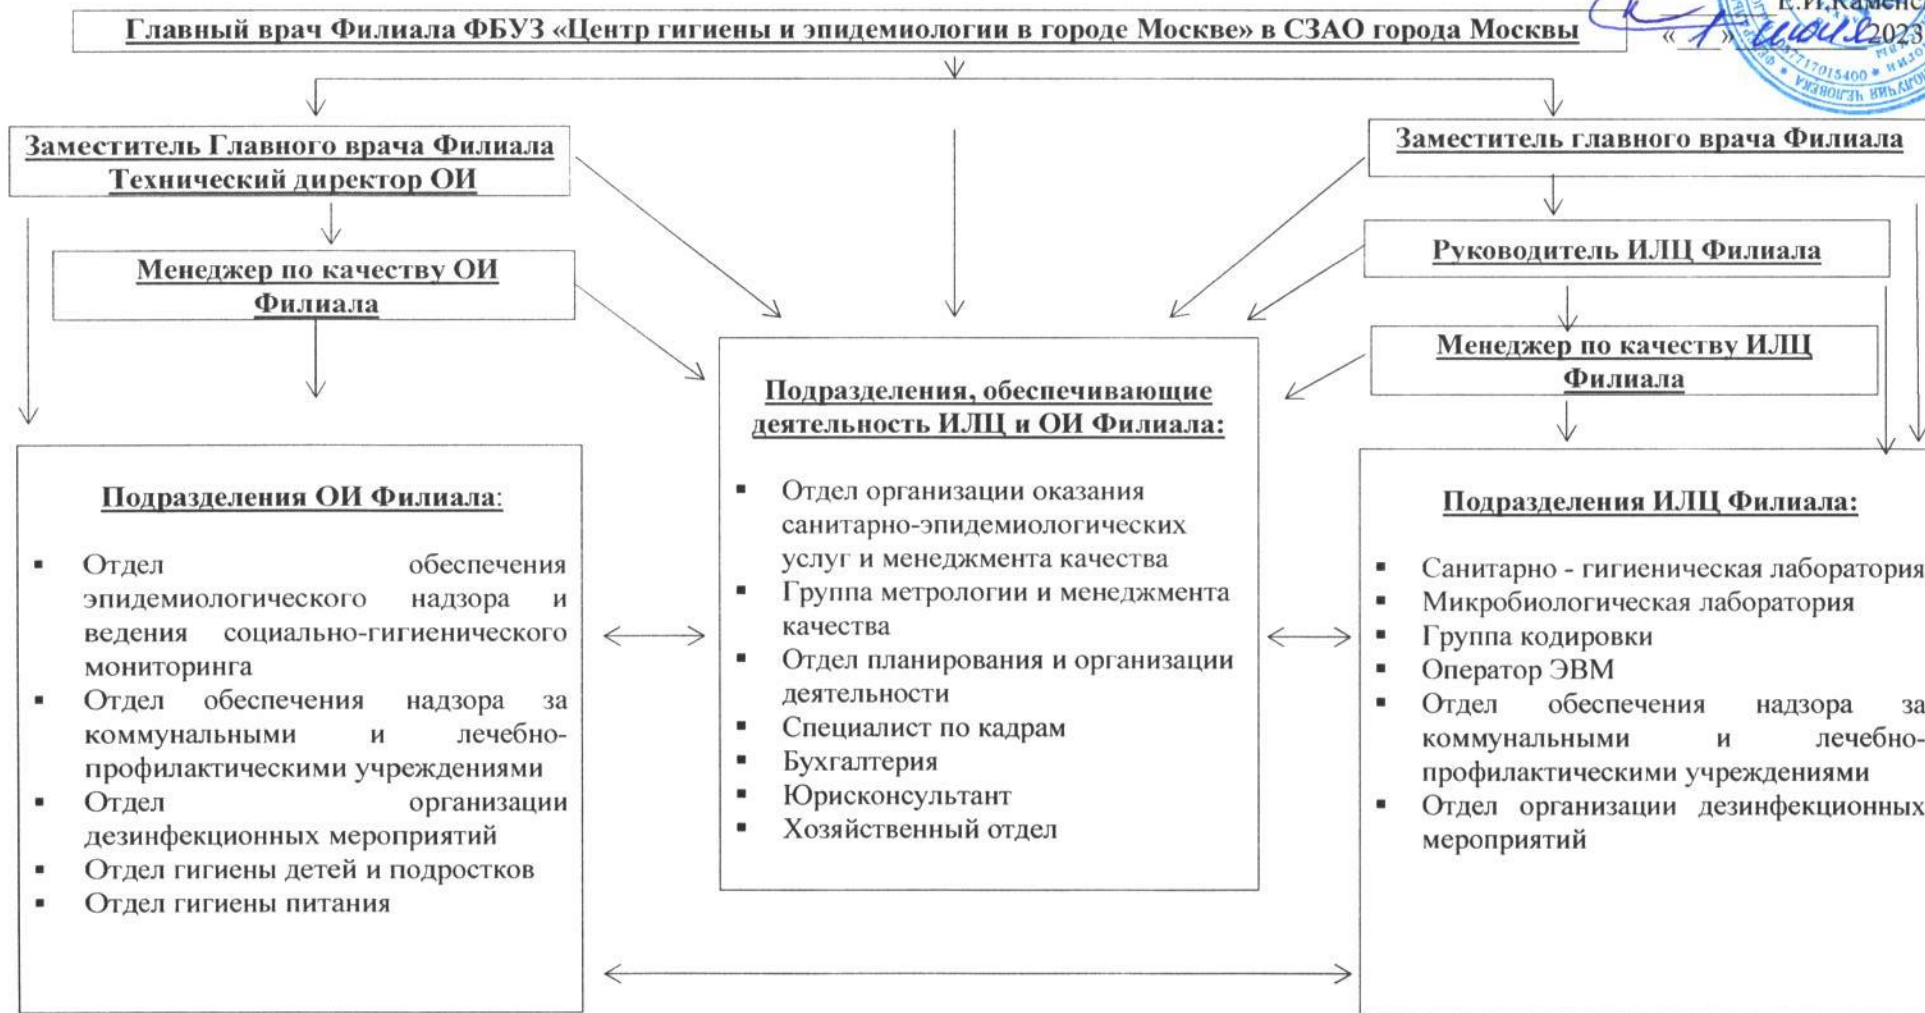 Е.И.Каменс
«1» июля 2023
Главный врач Филиала ФБУЗ «Центр гигиены и эпидемиологии в городе Москве» в СЗАО города Москвы
7717015400
ПОЛУЧИЯ ЧЕЛОВЕКА
Заместитель Главного врача Филиала
Технический директор ОИ
Заместитель главного врача Филиала
Менеджер по качеству ОИ
Филиала
Руководитель ИЛЦ Филиала
Менеджер по качеству ИЛЦ
Филиала
Подразделения ОИ Филиала:
▪ Отдел обеспечения
эпидемиологического надзора и
ведения социально-гигиенического
мониторинга
▪ Отдел обеспечения надзора за
коммунальными и лечебно-
профилактическими учреждениями
▪ Отдел организации
дезинфекционных мероприятий
▪ Отдел гигиены детей и подростков
▪ Отдел гигиены питания
Подразделения, обеспечивающие
деятельность ИЛЦ и ОИ Филиала:
▪ Отдел организации оказания
санитарно-эпидемиологических
услуг и менеджмента качества
▪ Группа метрологии и менеджмента
качества
▪ Отдел планирования и организации
деятельности
▪ Специалист по кадрам
▪ Бухгалтерия
▪ Юрисконсультант
▪ Хозяйственный отдел
Подразделения ИЛЦ Филиала:
▪ Санитарно - гигиеническая лаборатория
▪ Микробиологическая лаборатория
▪ Группа кодировки
▪ Оператор ЭВМ
▪ Отдел обеспечения надзора за
коммунальными и лечебно-
профилактическими учреждениями
▪ Отдел организации дезинфекционных
мероприятий